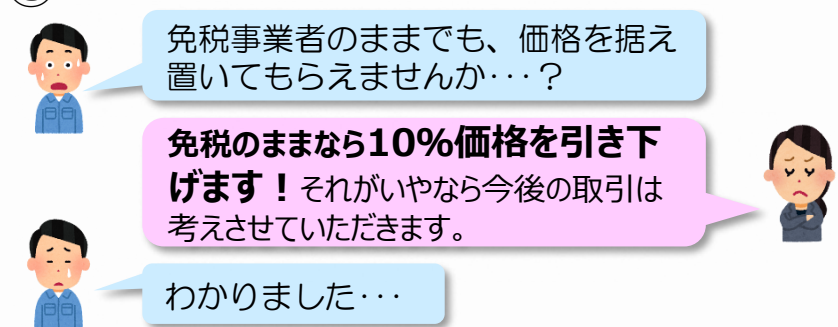 免税事業者のままでも、価格を据え
置いてもらえませんか･･･？
免税のままなら10%価格を引き下
げます！それがいやなら今後の取引は
考えさせていただきます。
わかりました･･･